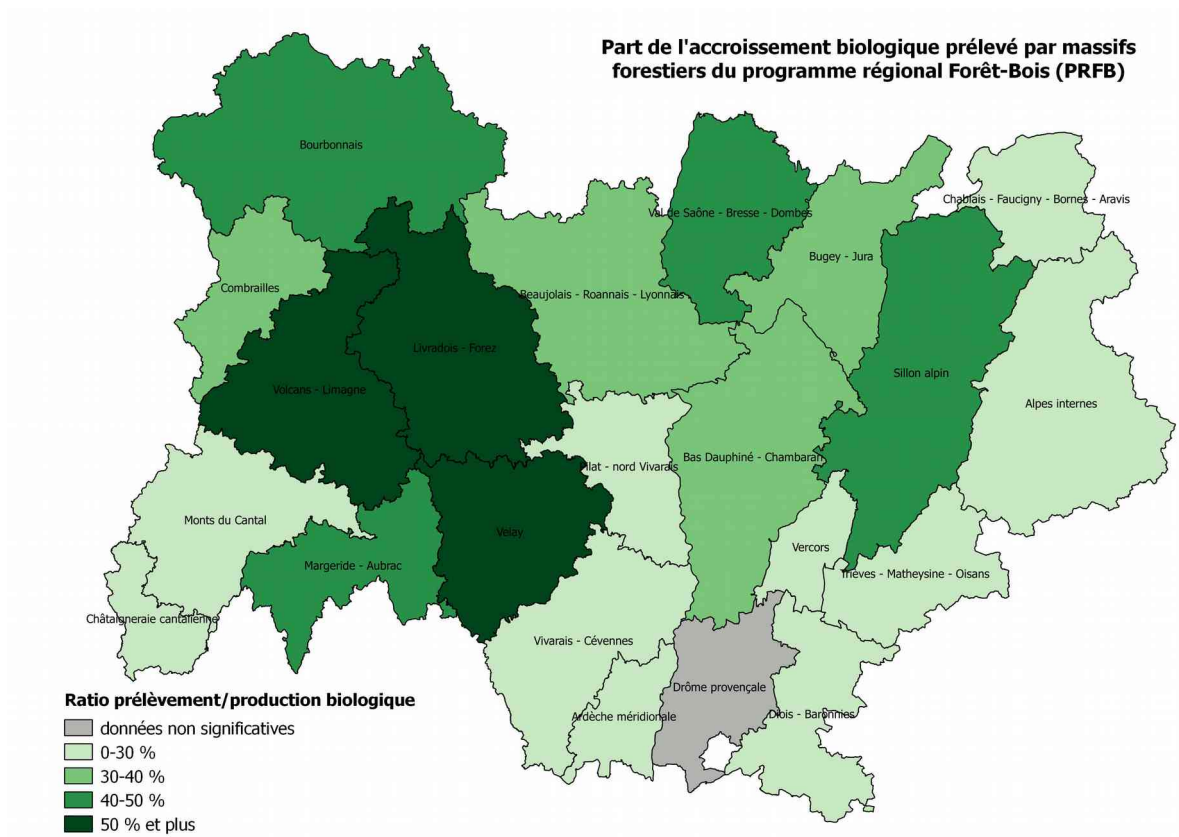 Part de l'accroissement biologique prélevé par massifs
forestiers du programme régional Forêt-Bois (PRFB)
Bourbonnais
Chablais - Faucigny - Bornes - Aravis
Val de Saône - Bresse - Dombes
Bugey - Jura
Combrailles
Beaujolais - Roannais - Lyonnais
Livradois - Forez
Sillon alpin
Volcans - Limagne
Alpes internes
Bas Dauphiné - Chambaran
Pilat - nord Vivarais
Monts du Cantal
Velay
Vercors
Margeride - Aubrac
Trièves - Matheysine - Oisans
Châtaigneraie cantalienne
Vivarais - Cévennes
Drôme provençale
Ardèche méridionale
Diois - Baronnies
Ratio prélèvement/production biologique
données non significatives
0-30 %
30-40 %
40-50 %
50 % et plus